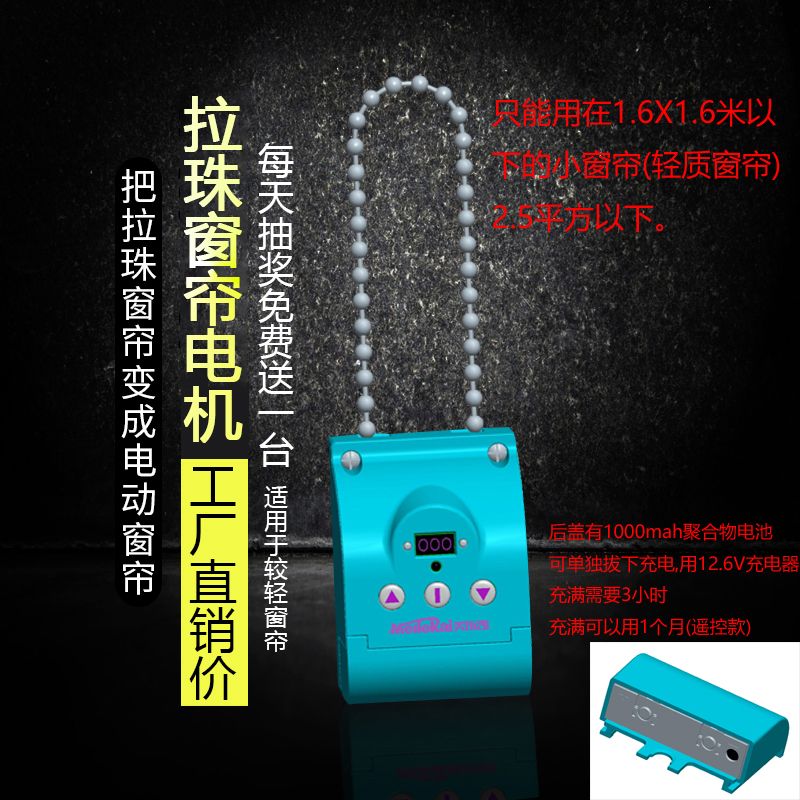 把拉珠窗帘变成电动窗帘
拉珠窗帘电机
工厂直销价
每天抽奖免费送一台
适用于较轻窗帘
只能用在1.6X1.6米以
下的小窗帘(轻质窗帘)
2.5平方以下。
000
后盖有1000mah聚合物电池
可单独拔下充电,用12.6V充电器
充满需要3小时
充满可以用1个月(遥控款)